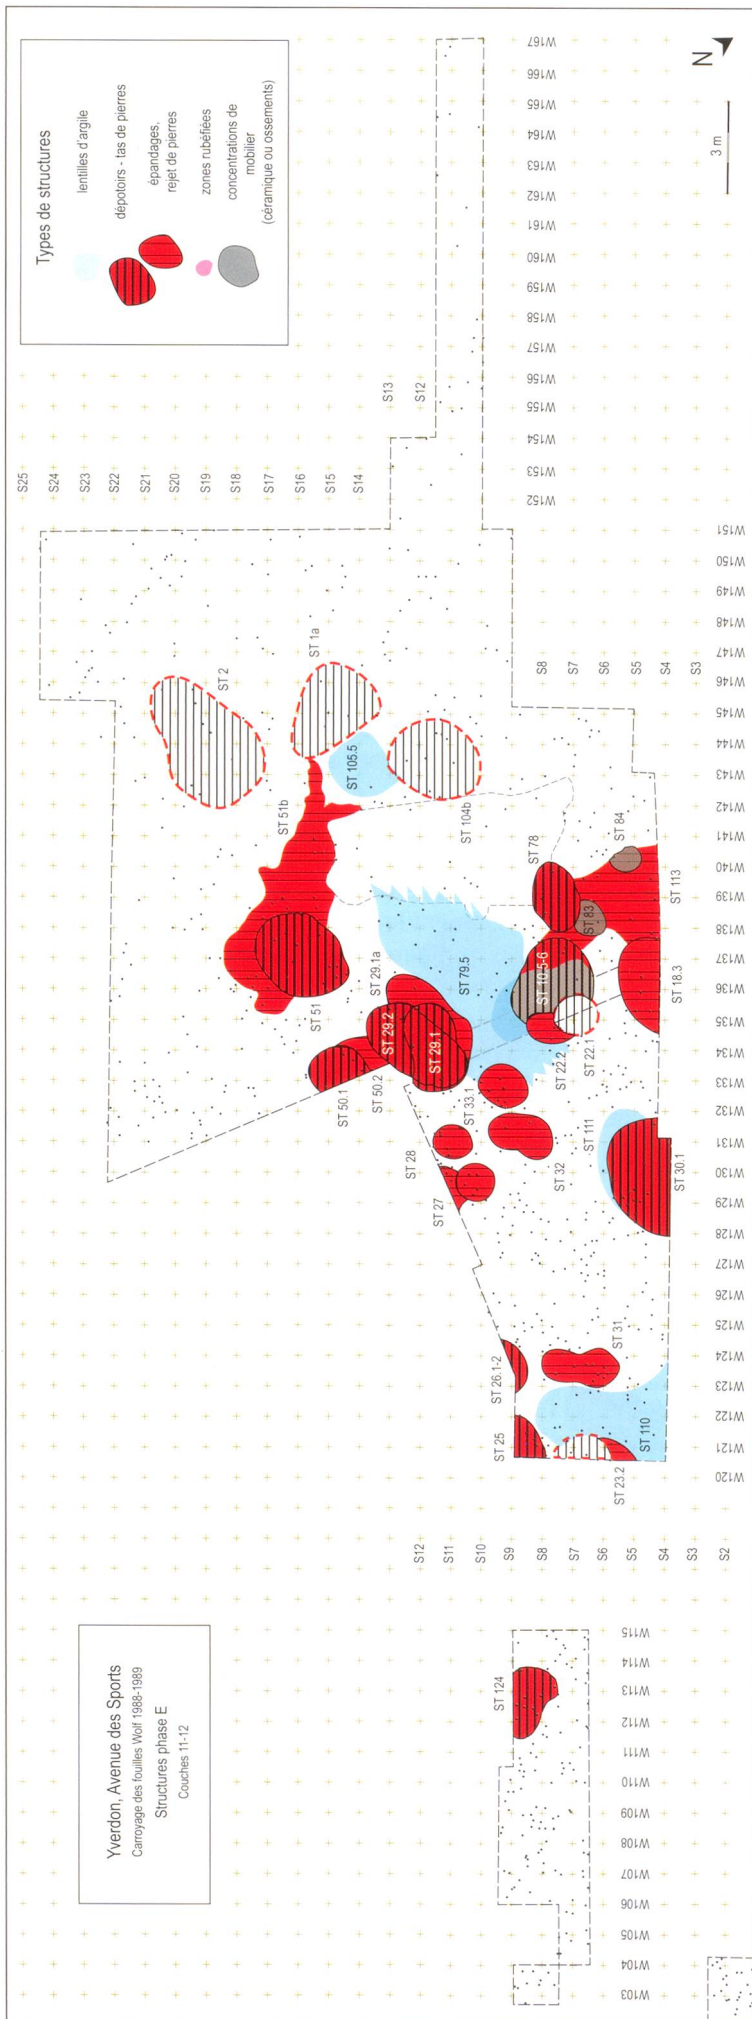 Yverdon, Avenue des Sports
Carroyage des fouilles Wolf 1988-1989
Structures phase E
Couches 11-12
Types de structures
lentilles d'argile
dépotoirs - tas de pierres
épandages,
rejet de pierres
zones rubéfiées
concentrations de
mobilier
(céramique ou ossements)
N
3 m
S25
S24
S23
S22
S21
S20
S19
S18
S17
S16
S15
S14
S13
S12
S8
S7
S6
S5
S4
S3
S12
S11
S10
S9
S8
S7
S6
S5
S4
S3
S2
ST 2
ST 1a
ST 105.5
ST 51b
ST 104b
ST 51
ST 29.1a
ST 79.5
ST 78
ST 84
ST 83
ST 113
ST 10.5-6
ST 18.3
ST 29.2
ST 29.1
ST 50.1
ST 50.2
ST 22.2
ST 22.1
ST 33.1
ST 28
ST 27
ST 32
ST 111
ST 30.1
ST 26.1-2
ST 31
ST 25
ST 23.2
ST 110
ST 124
W103
W104
W105
W106
W107
W108
W109
W110
W111
W112
W113
W114
W115
W120
W121
W122
W123
W124
W125
W126
W127
W128
W129
W130
W131
W132
W133
W134
W135
W136
W137
W138
W139
W140
W141
W142
W143
W144
W145
W146
W147
W148
W149
W150
W151
W152
W153
W154
W155
W156
W157
W158
W159
W160
W161
W162
W163
W164
W165
W166
W167